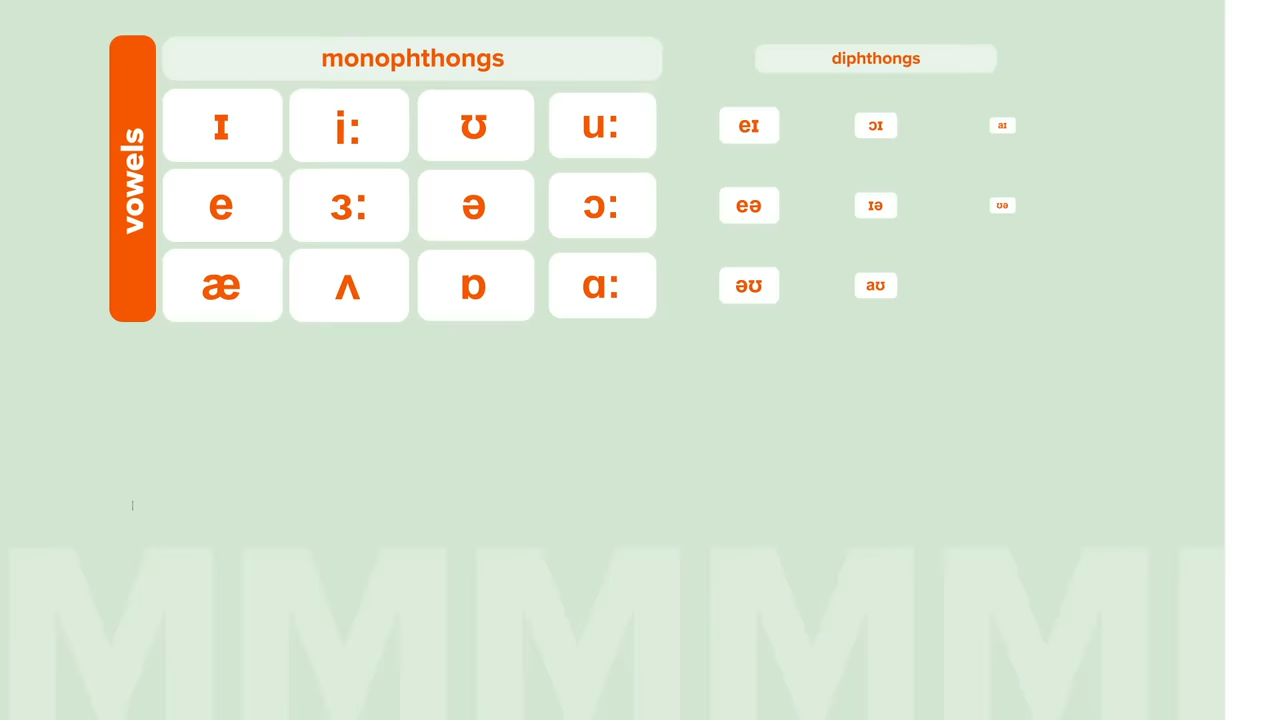 vowels
monophthongs
diphthongs
ɪ i: ʊ u: eɪ ɔɪ aɪ
e ɜ: ə ɔ: eə ɪə ʊə
æ ʌ ɒ ɑ: əʊ aʊ
M M M M M